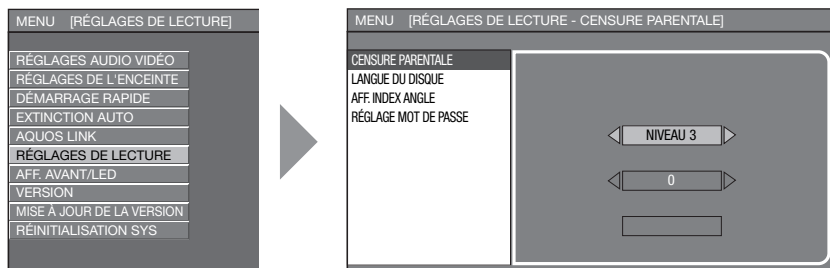 MENU [RÉGLAGES DE LECTURE]
RÉGLAGES AUDIO VIDÉO
RÉGLAGES DE L'ENCEINTE
DÉMARRAGE RAPIDE
EXTINCTION AUTO
AQUOS LINK
RÉGLAGES DE LECTURE
AFF. AVANT/LED
VERSION
MISE À JOUR DE LA VERSION
RÉINITIALISATION SYS
MENU [RÉGLAGES DE LECTURE - CENSURE PARENTALE]
CENSURE PARENTALE
LANGUE DU DISQUE
AFF. INDEX ANGLE
RÉGLAGE MOT DE PASSE
NIVEAU 3
0